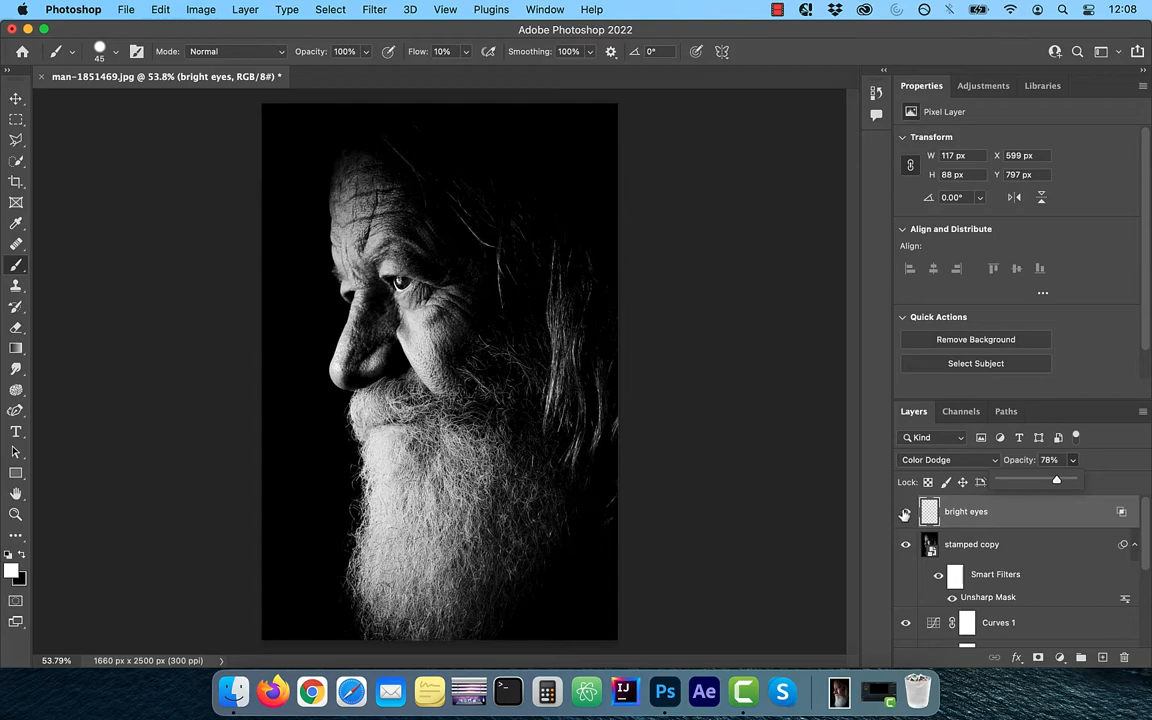 Photoshop File Edit Image Layer Type Select Filter 3D View Plugins Window Help 12:08
Adobe Photoshop 2022
45 Mode: Normal Opacity: 100% Flow: 10% Smoothing: 100% 0°
man-1851469.jpg @ 53.8% (bright eyes, RGB/8#) *
Properties Adjustments Libraries
Pixel Layer
Transform
W 117 px X 599 px
H 88 px Y 797 px
0.00°
Align and Distribute
Align:
Quick Actions
Remove Background
Select Subject
Layers Channels Paths
Kind
Color Dodge Opacity: 78%
Lock:
bright eyes
stamped copy
Smart Filters
Unsharp Mask
Curves 1
53.79% 1660 px x 2500 px (300 ppi)
Ps Ae